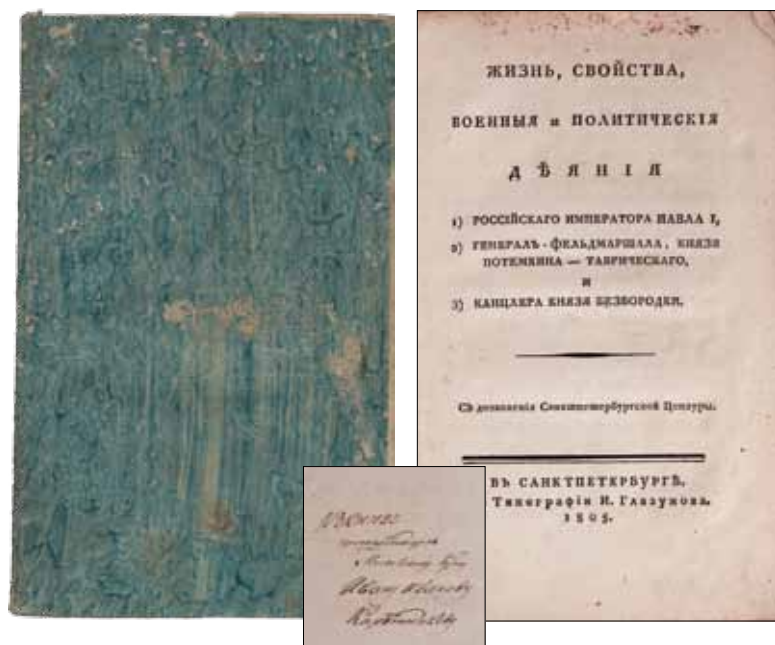 ЖИЗНЬ, СВОЙСТВА,
ВОЕННЫЯ и ПОЛИТИЧЕСКІЯ
ДѢЯНІЯ
1) РОССІЙСКАГО ИМПЕРАТОРА ПАВЛА I,
2) ГЕНЕРАЛЪ-ФЕЛЬДМАРШАЛА, КНЯЗЯ
ПОТЕМКИНА — ТАВРИЧЕСКАГО,
И
3) КАНЦЛЕРА КНЯЗЯ БЕЗБОРОДКИ.
Съ дозволенія Санктпетербургской Цензуры.
ВЪ САНКТПЕТЕРБУРГѢ,
Типографіи И. Глазунова.
1805.